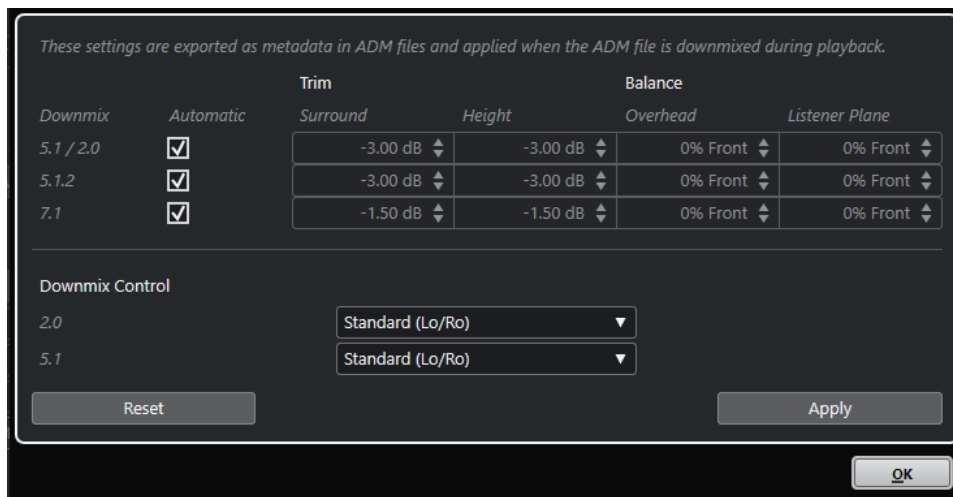 These settings are exported as metadata in ADM files and applied when the ADM file is downmixed during playback.
Trim Balance
Downmix Automatic Surround Height Overhead Listener Plane
5.1 / 2.0 -3.00 dB -3.00 dB 0% Front 0% Front
5.1.2 -3.00 dB -3.00 dB 0% Front 0% Front
7.1 -1.50 dB -1.50 dB 0% Front 0% Front
Downmix Control
2.0 Standard (Lo/Ro)
5.1 Standard (Lo/Ro)
Reset Apply
OK